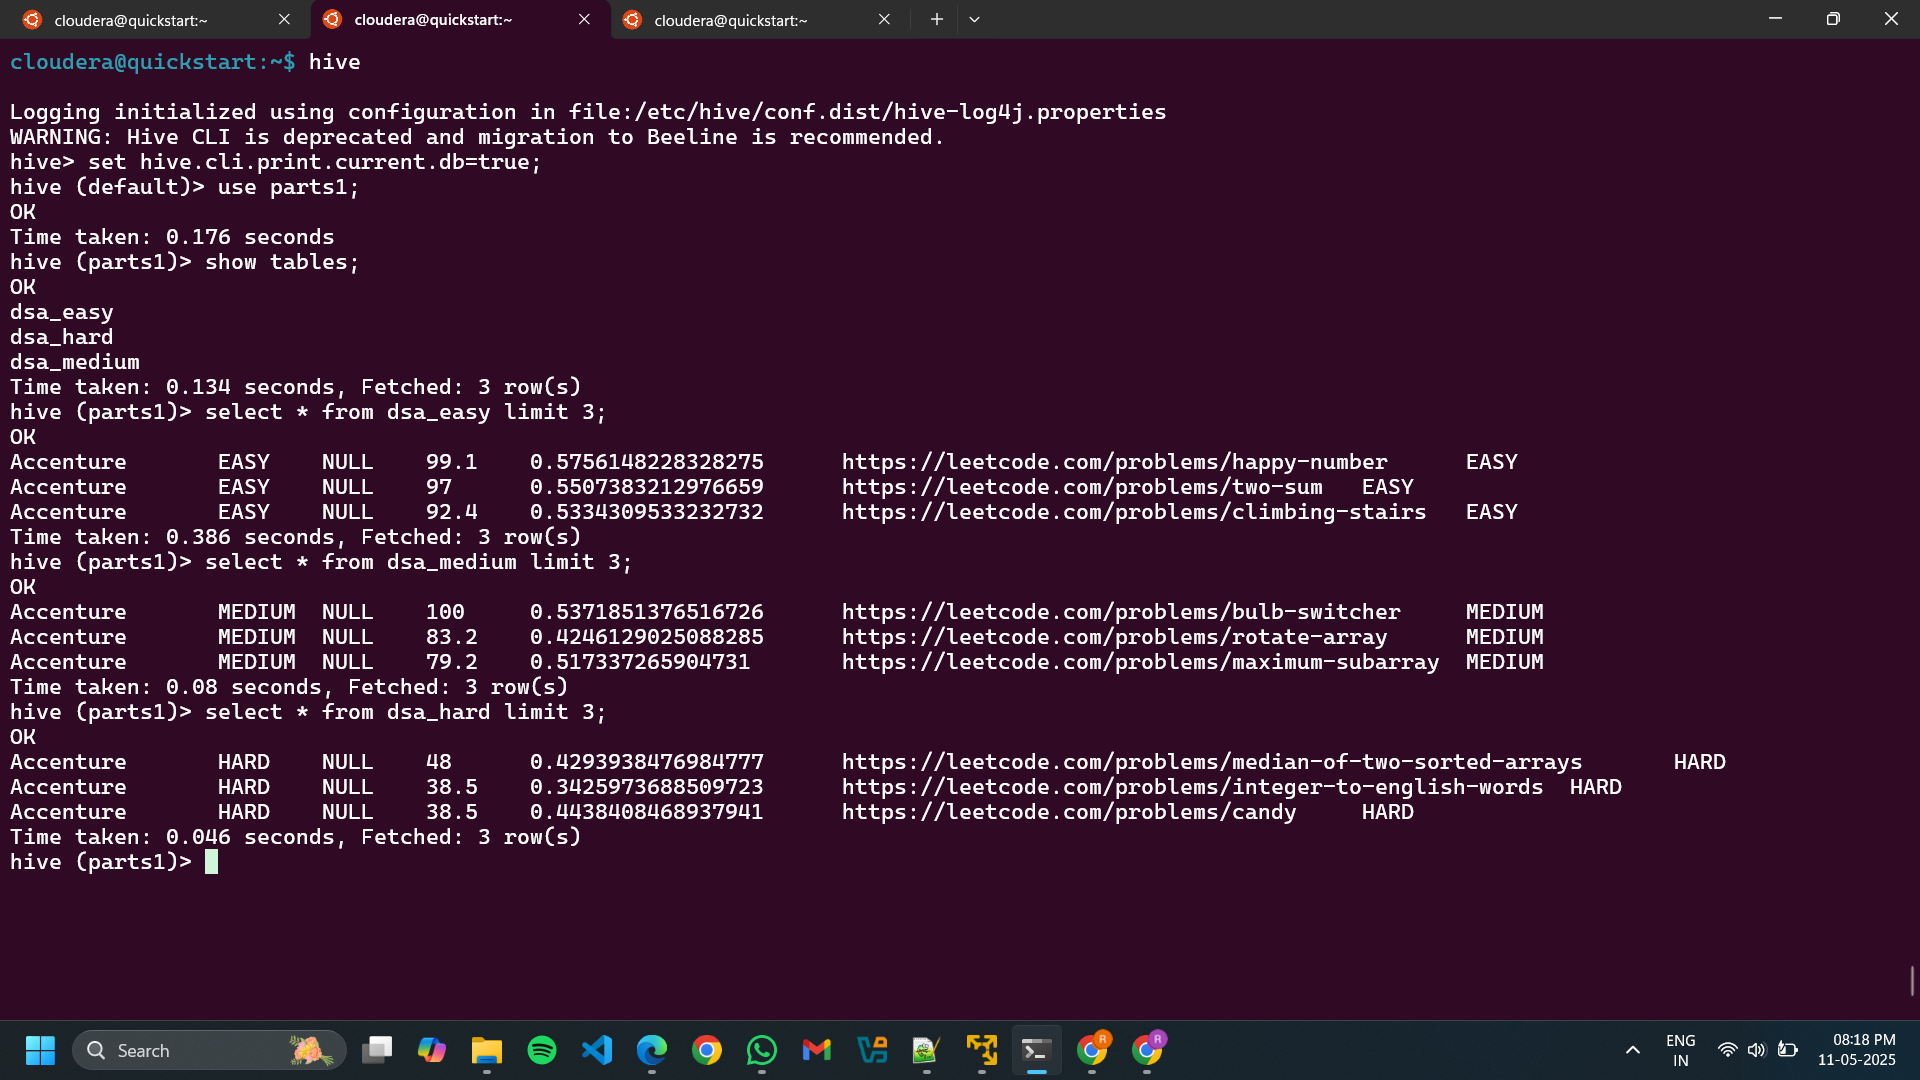 cloudera@quickstart:~
cloudera@quickstart:~
cloudera@quickstart:~
cloudera@quickstart:~$ hive
Logging initialized using configuration in file:/etc/hive/conf.dist/hive-log4j.properties
WARNING: Hive CLI is deprecated and migration to Beeline is recommended.
hive> set hive.cli.print.current.db=true;
hive (default)> use parts1;
OK
Time taken: 0.176 seconds
hive (parts1)> show tables;
OK
dsa_easy
dsa_hard
dsa_medium
Time taken: 0.134 seconds, Fetched: 3 row(s)
hive (parts1)> select * from dsa_easy limit 3;
OK
Accenture EASY NULL 99.1 0.5756148228328275 https://leetcode.com/problems/happy-number EASY
Accenture EASY NULL 97 0.5507383212976659 https://leetcode.com/problems/two-sum EASY
Accenture EASY NULL 92.4 0.5334309533232732 https://leetcode.com/problems/climbing-stairs EASY
Time taken: 0.386 seconds, Fetched: 3 row(s)
hive (parts1)> select * from dsa_medium limit 3;
OK
Accenture MEDIUM NULL 100 0.5371851376516726 https://leetcode.com/problems/bulb-switcher MEDIUM
Accenture MEDIUM NULL 83.2 0.4246129025088285 https://leetcode.com/problems/rotate-array MEDIUM
Accenture MEDIUM NULL 79.2 0.517337265904731 https://leetcode.com/problems/maximum-subarray MEDIUM
Time taken: 0.08 seconds, Fetched: 3 row(s)
hive (parts1)> select * from dsa_hard limit 3;
OK
Accenture HARD NULL 48 0.4293938476984777 https://leetcode.com/problems/median-of-two-sorted-arrays HARD
Accenture HARD NULL 38.5 0.3425973688509723 https://leetcode.com/problems/integer-to-english-words HARD
Accenture HARD NULL 38.5 0.4438408468937941 https://leetcode.com/problems/candy HARD
Time taken: 0.046 seconds, Fetched: 3 row(s)
hive (parts1)>
Search
R
R
ENG
IN
08:18 PM
11-05-2025